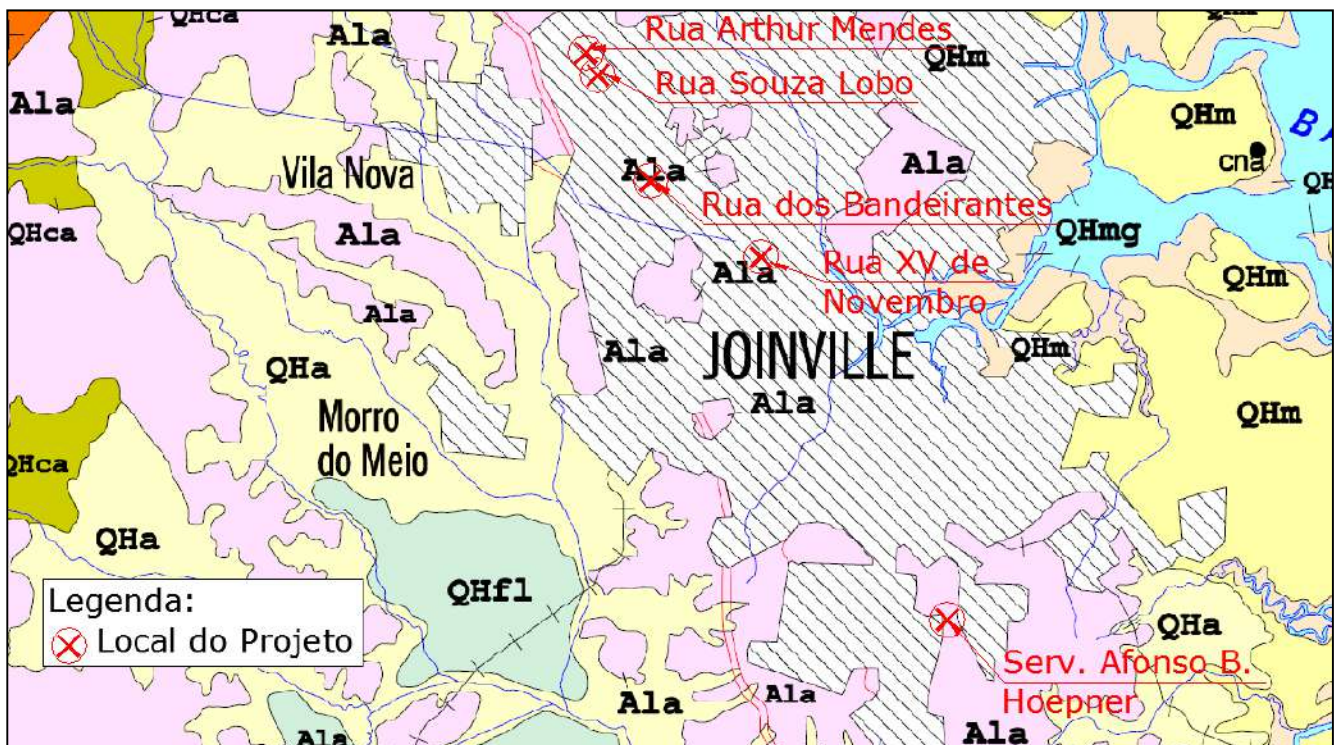 QHca
Ala
Rua Arthur Mendes
QHm
Rua Souza Lobo
Ala
QHm
Vila Nova
Ala
Ala
cna
Rua dos Bandeirantes
QHca
Ala
QHmg
Ala
Rua XV de
Novembro
QHm
Ala
Ala
JOINVILLE
QHm
QHa
Ala
QHm
Morro
do Meio
QHca
QHa
QHfl
Legenda:
Local do Projeto
QHa
Serv. Afonso B.
Hoepner
Ala
Ala
Ala
Ala